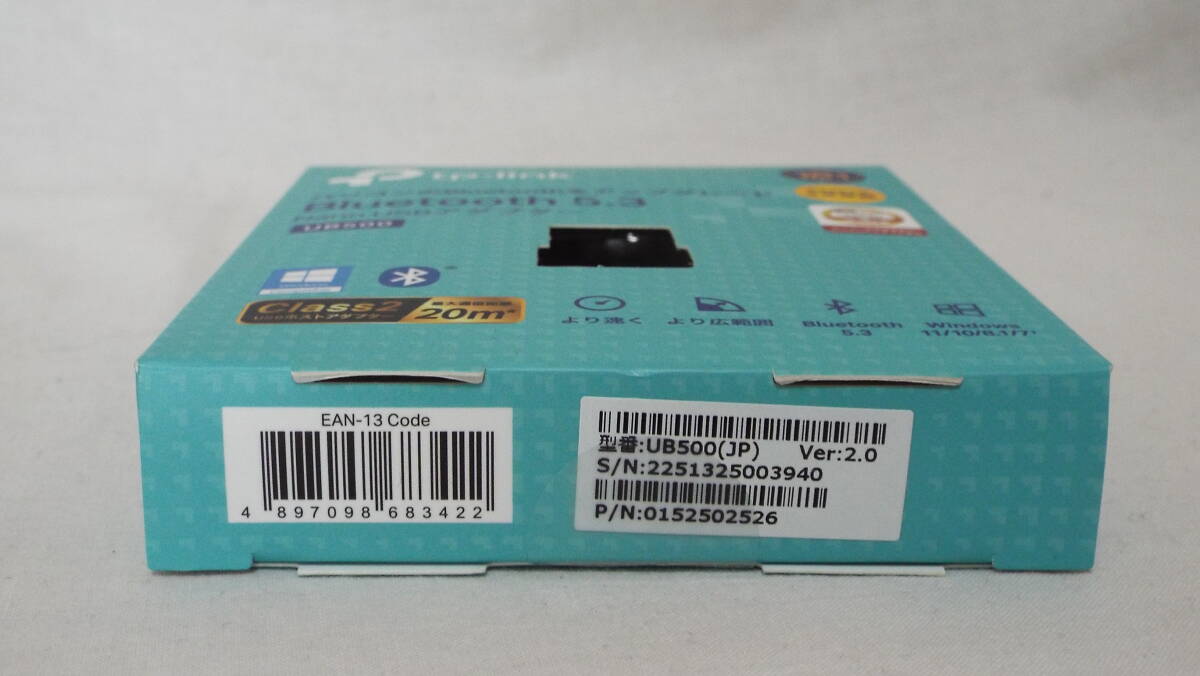 tp-link
Bluetooth 5.3
UB500
Class2
20m*
より速く
より広範囲
Bluetooth
5.3
Windows
11/10/8.1/7*
EAN-13 Code
4 897098 683422
型番:UB500(JP) Ver:2.0
S/N:2251325003940
P/N:0152502526